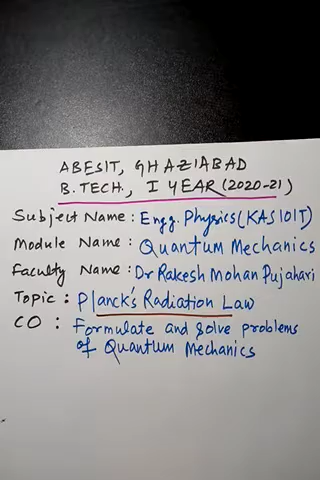 ABESIT, GHAZIABAD
B.TECH., I YEAR (2020-21)
Subject Name: Engg. Physics (KAS101T)
Module Name: Quantum Mechanics
Faculty Name: Dr Rakesh Mohan Pujahari
Topic: Planck's Radiation Law
CO: Formulate and solve problems
of Quantum Mechanics